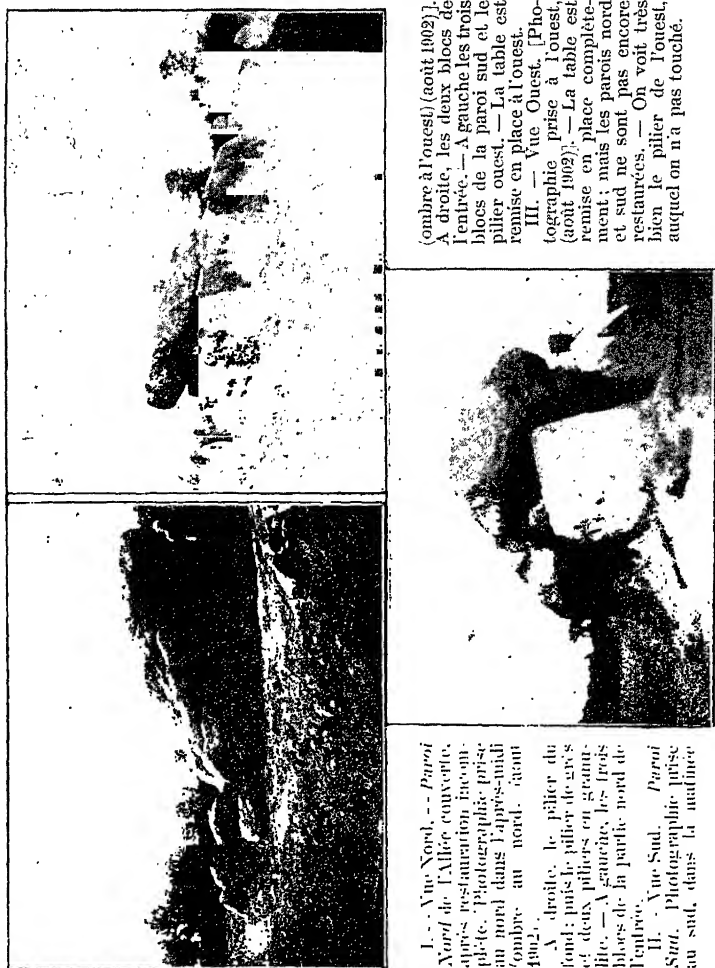 I. - - Vue Nord. - - Paroi
Nord de l'Allée couverte,
après restauration incom-
plète. Photographie prise
au nord dans l'après-midi
(ombre au nord. (août
1902).
A droite, le pilier du
fond ; puis le pilier de grès
et deux piliers en granu-
lite. — A gauche, les trois
blocs de la partie nord de
l'entrée.
II. - Vue Sud. Paroi
Sud. Photographie prise
au sud, dans la matinée
(ombre à l'ouest) (août 1902)].
A droite, les deux blocs de
l'entrée. — A gauche les trois
blocs de la paroi sud et le
pilier ouest. — La table est
remise en place à l'ouest.
III. — Vue Ouest. [Pho-
tographie prise à l'ouest,
(août 1902)]. — La table est
remise en place complète-
ment ; mais les parois nord
et sud ne sont pas encore
restaurées. — On voit très
bien le pilier de l'ouest,
auquel on n'a pas touché.